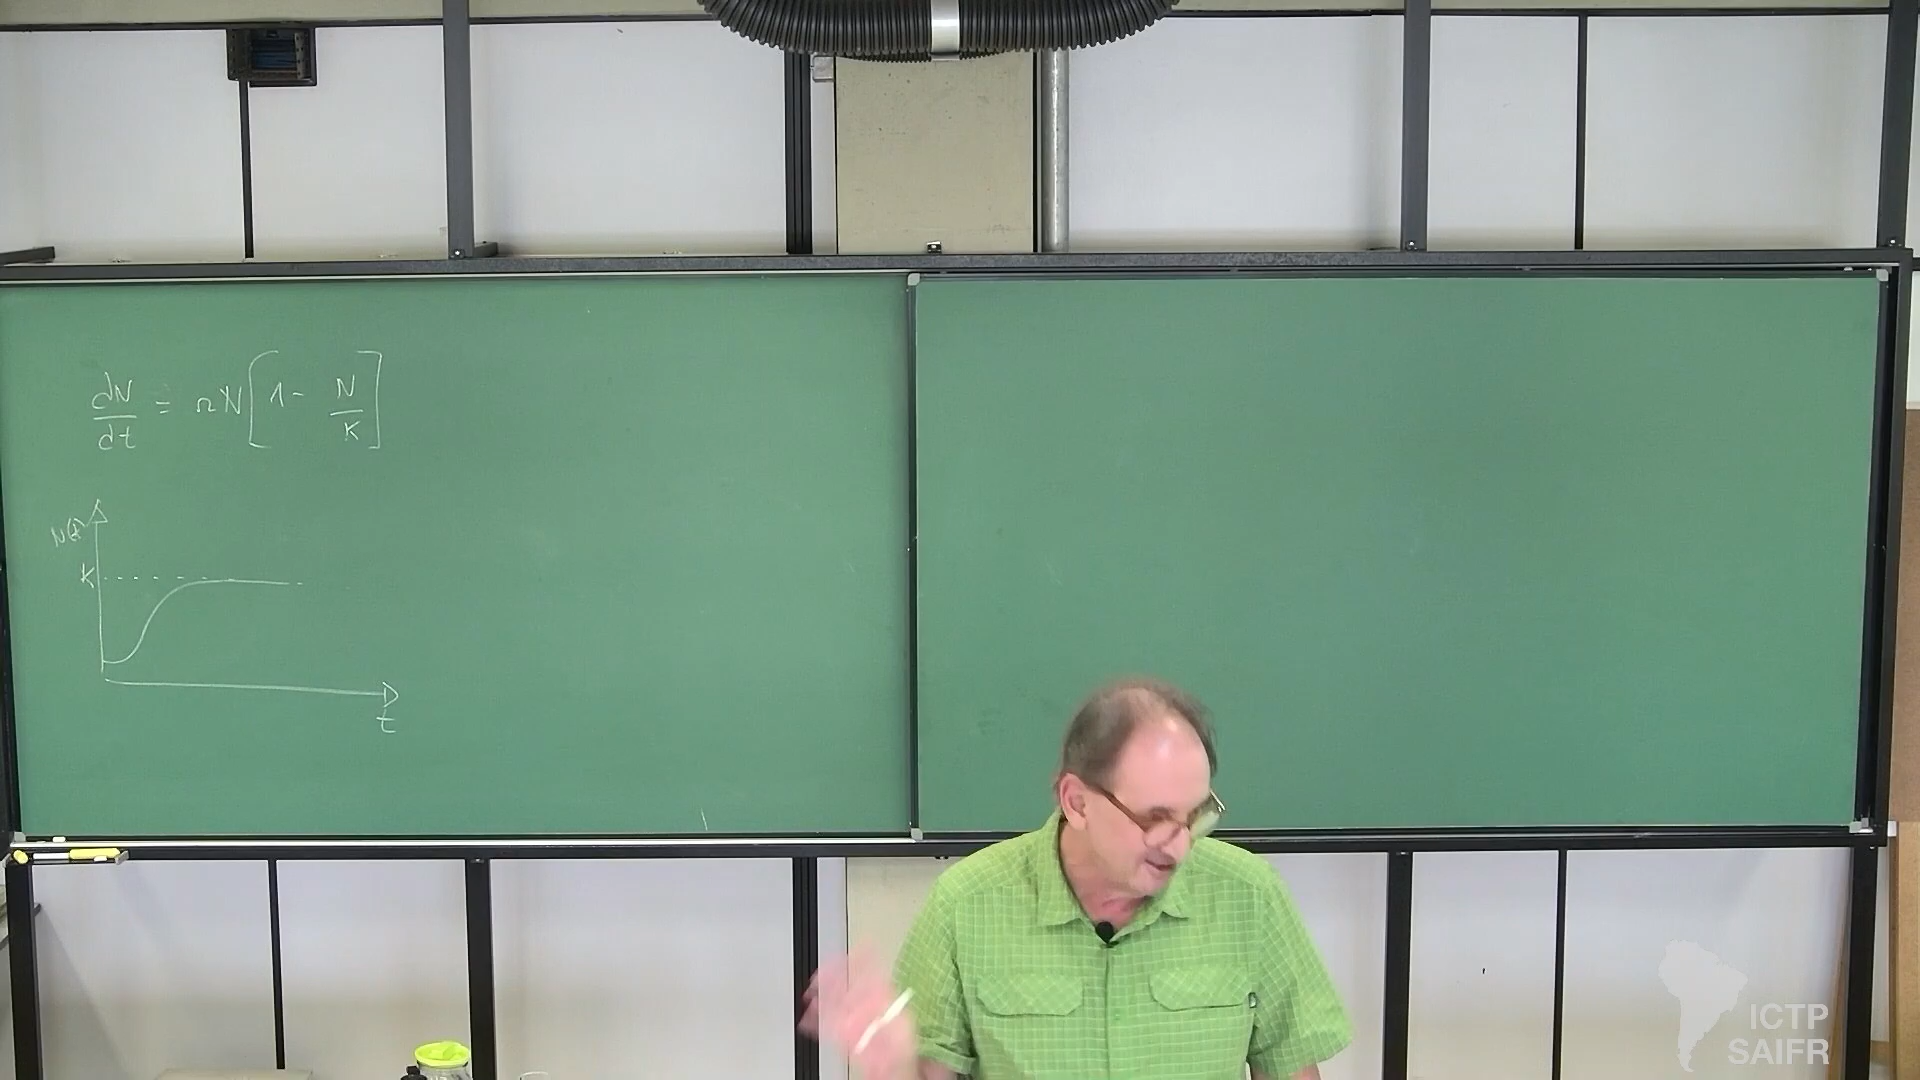 dN/dt = rN[1 - N/K]
N(t)
K
t
ICTP
SAIFR